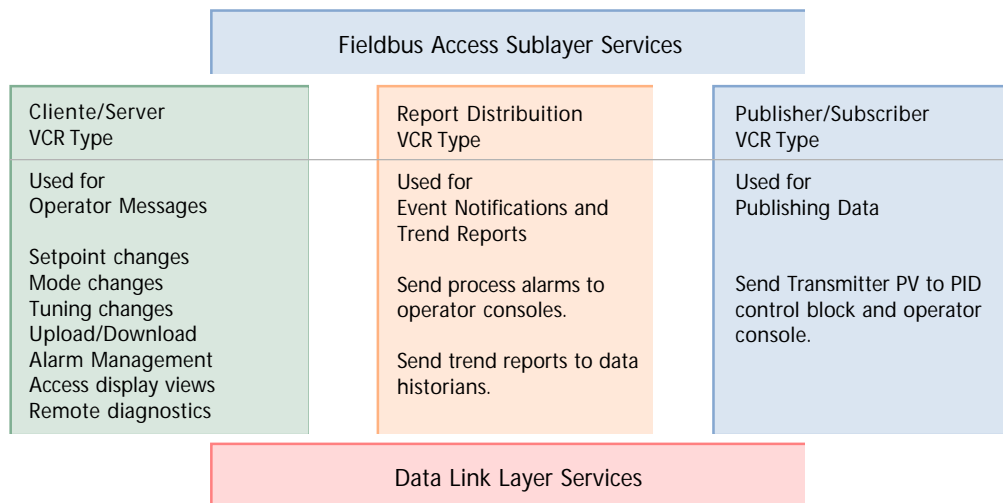 Fieldbus Access Sublayer Services
Cliente/Server
VCR Type
Used for
Operator Messages
Setpoint changes
Mode changes
Tuning changes
Upload/Download
Alarm Management
Access display views
Remote diagnostics
Report Distribuition
VCR Type
Used for
Event Notifications and
Trend Reports
Send process alarms to
operator consoles.
Send trend reports to data
historians.
Publisher/Subscriber
VCR Type
Used for
Publishing Data
Send Transmitter PV to PID
control block and operator
console.
Data Link Layer Services